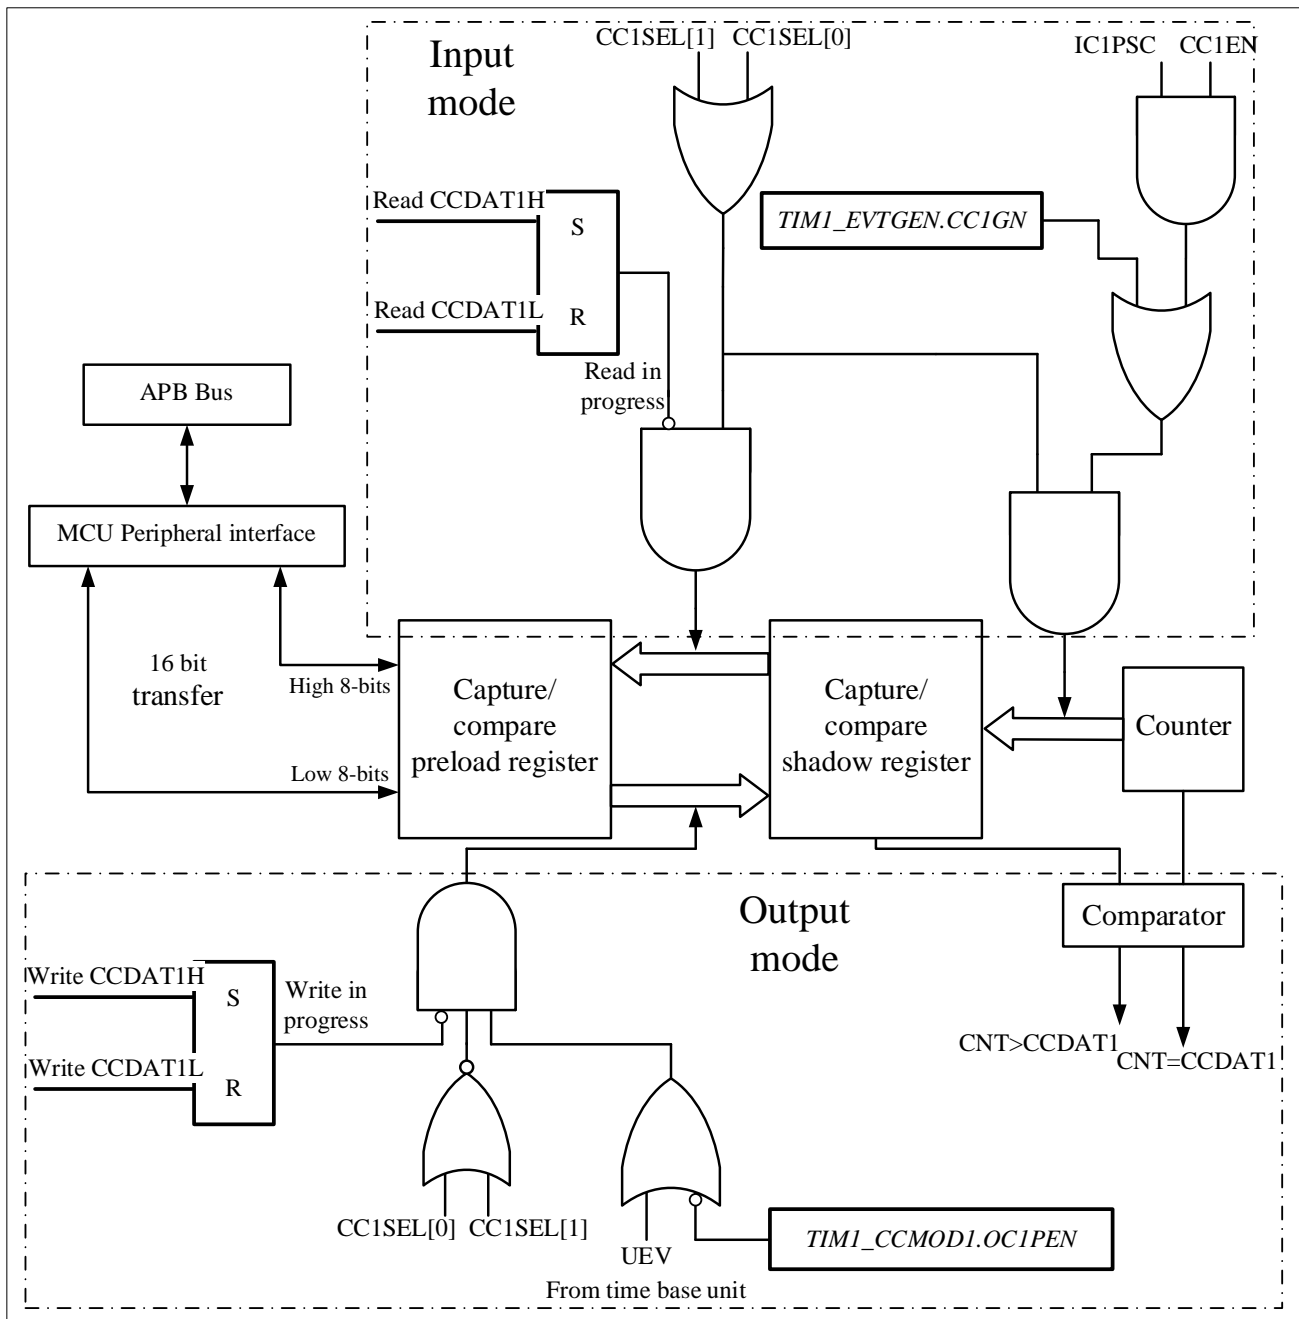 Input
mode
CC1SEL[1] CC1SEL[0]
IC1PSC CC1EN
Read CCDAT1H
S
TIM1_EVTGEN.CC1GN
Read CCDAT1L
R
Read in
progress
APB Bus
MCU Peripheral interface
16 bit
transfer
High 8-bits
Low 8-bits
Capture/
compare
preload register
Capture/
compare
shadow register
Counter
Output
mode
Comparator
Write CCDAT1H
S
Write in
progress
Write CCDAT1L
R
CNT>CCDAT1
CNT=CCDAT1
CC1SEL[0] CC1SEL[1]
UEV
TIM1_CCMOD1.OC1PEN
From time base unit